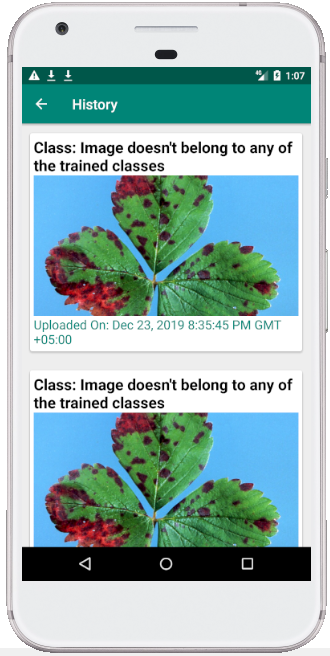 1:07
History
Class: Image doesn't belong to any of
the trained classes
Uploaded On: Dec 23, 2019 8:35:45 PM GMT
+05:00
Class: Image doesn't belong to any of
the trained classes